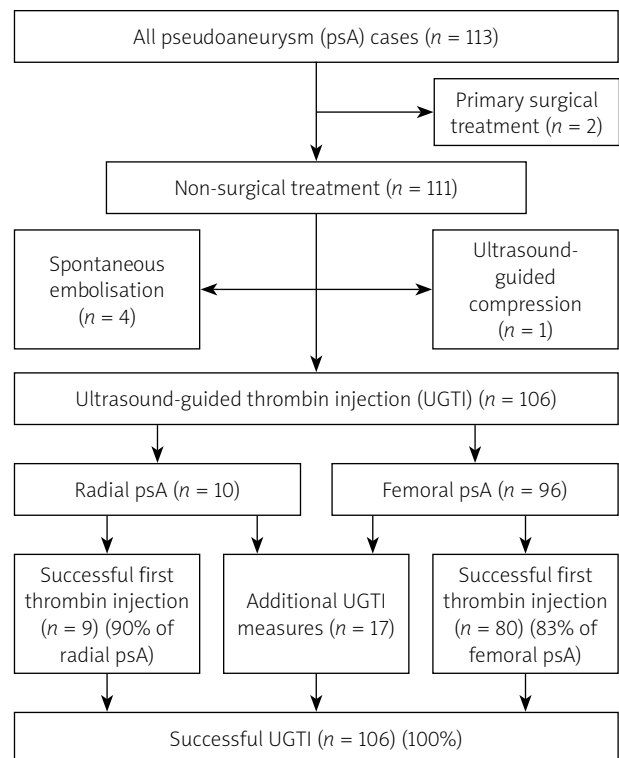 All pseudoaneurysm (psA) cases (n = 113)
Primary surgical
treatment (n = 2)
Non-surgical treatment (n = 111)
Spontaneous
embolisation
(n = 4)
Ultrasound-
guided
compression
(n = 1)
Ultrasound-guided thrombin injection (UGTI) (n = 106)
Radial psA (n = 10)
Femoral psA (n = 96)
Successful first
thrombin injection
(n = 9) (90% of
radial psA)
Additional UGTI
measures (n = 17)
Successful first
thrombin injection
(n = 80) (83% of
femoral psA)
Successful UGTI (n = 106) (100%)